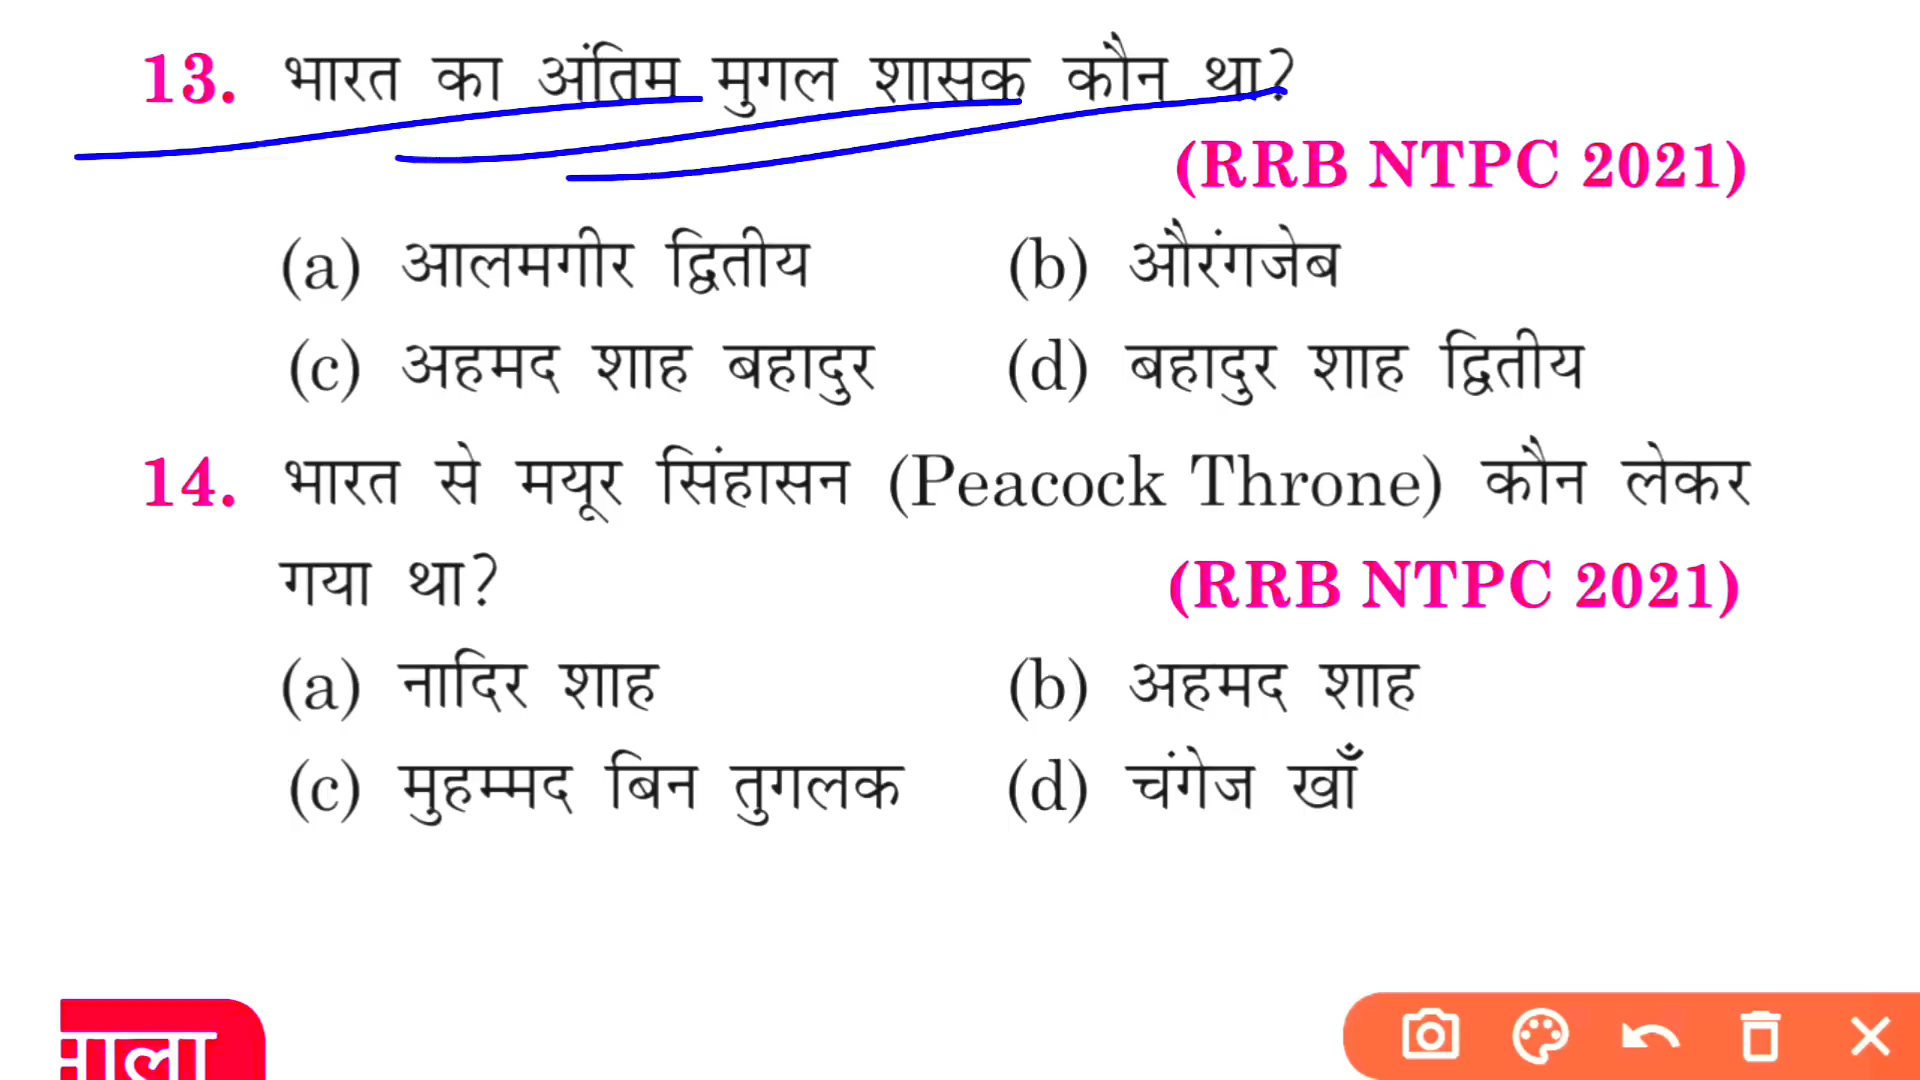 13. भारत का अंतिम मुगल शासक कौन था?
(RRB NTPC 2021)
(a) आलमगीर द्वितीय (b) औरंगजेब
(c) अहमद शाह बहादुर (d) बहादुर शाह द्वितीय
14. भारत से मयूर सिंहासन (Peacock Throne) कौन लेकर
गया था? (RRB NTPC 2021)
(a) नादिर शाह (b) अहमद शाह
(c) मुहम्मद बिन तुगलक (d) चंगेज खाँ